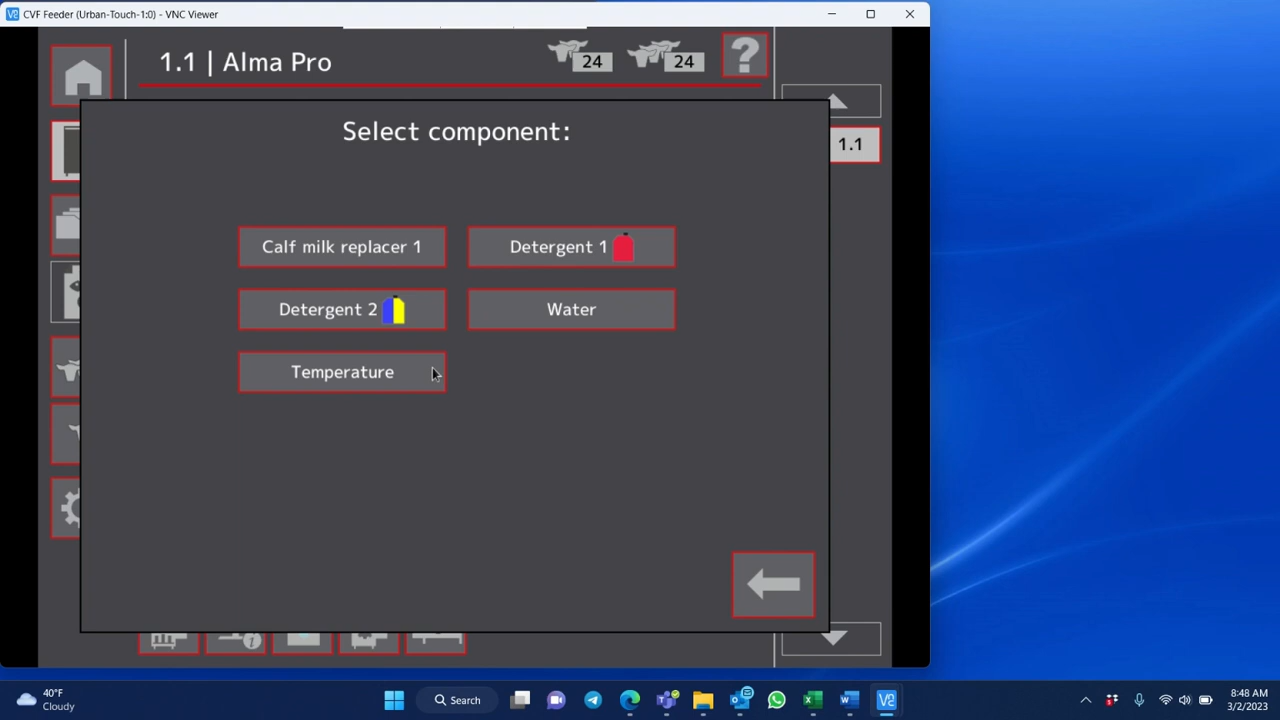 CVF Feeder (Urban-Touch-1:0) - VNC Viewer
1.1 | Alma Pro
24
24
?
Select component:
1.1
Calf milk replacer 1
Detergent 1
Detergent 2
Water
Temperature
40°F
Cloudy
Search
8:48 AM
3/2/2023